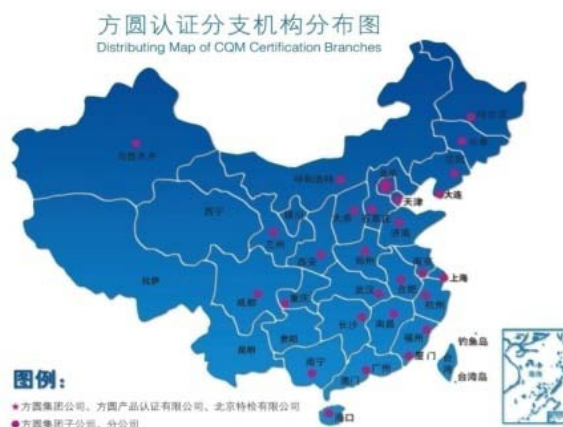 方圆认证分支机构分布图
Distributing Map of CQM Certification Branches
哈尔滨
长春
乌鲁木齐
沈阳
呼和浩特
北京
大连
天津
银川
太原
石家庄
西宁
济南
兰州
西安
郑州
南京
上海
拉萨
成都
重庆
武汉
合肥
杭州
长沙
南昌
贵阳
福州
钓鱼岛
昆明
厦门
台湾
南宁
广州
台湾岛
澳门
海口
图例：
★方圆集团公司、方圆产品认证有限公司、北京特检有限公司
●方圆集团子公司、分公司